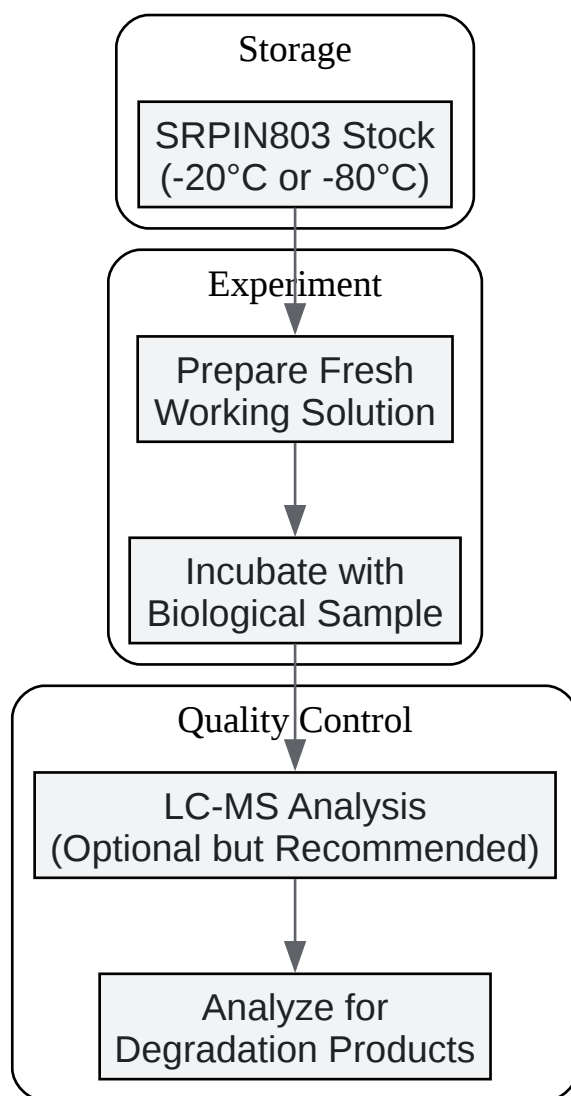 Storage
SRPIN803 Stock
(-20°C or -80°C)
Experiment
Prepare Fresh
Working Solution
Incubate with
Biological Sample
Quality Control
LC-MS Analysis
(Optional but Recommended)
Analyze for
Degradation Products